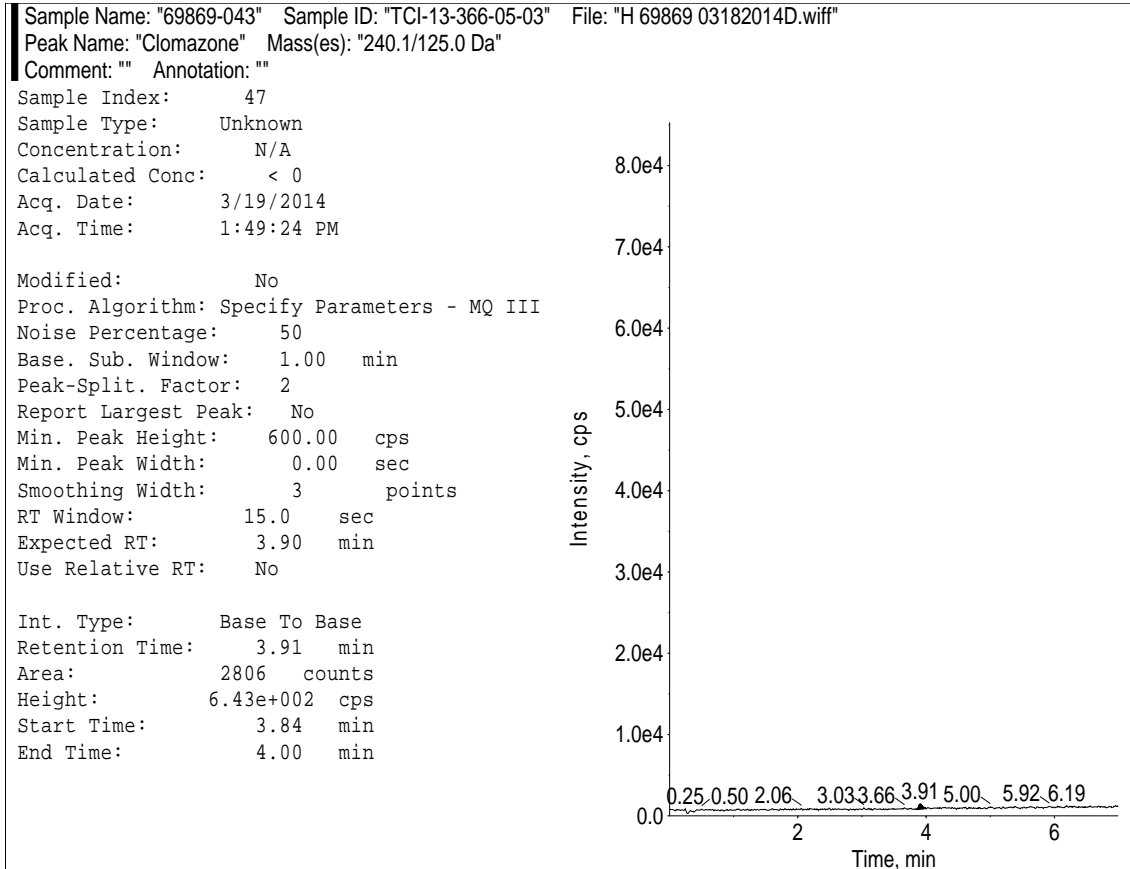 Sample Name: "69869-043" Sample ID: "TCI-13-366-05-03" File: "H 69869 03182014D.wiff"
Peak Name: "Clomazone" Mass(es): "240.1/125.0 Da"
Comment: "" Annotation: ""
Sample Index: 47
Sample Type: Unknown
Concentration: N/A
Calculated Conc: < 0
Acq. Date: 3/19/2014
Acq. Time: 1:49:24 PM
Modified: No
Proc. Algorithm: Specify Parameters - MQ III
Noise Percentage: 50
Base. Sub. Window: 1.00 min
Peak-Split. Factor: 2
Report Largest Peak: No
Min. Peak Height: 600.00 cps
Min. Peak Width: 0.00 sec
Smoothing Width: 3 points
RT Window: 15.0 sec
Expected RT: 3.90 min
Use Relative RT: No
Int. Type: Base To Base
Retention Time: 3.91 min
Area: 2806 counts
Height: 6.43e+002 cps
Start Time: 3.84 min
End Time: 4.00 min
Intensity, cps
8.0e4
7.0e4
6.0e4
5.0e4
4.0e4
3.0e4
2.0e4
1.0e4
0.0
0.25 0.50 2.06 3.03 3.66 3.91 5.00 5.92 6.19
2 4 6
Time, min